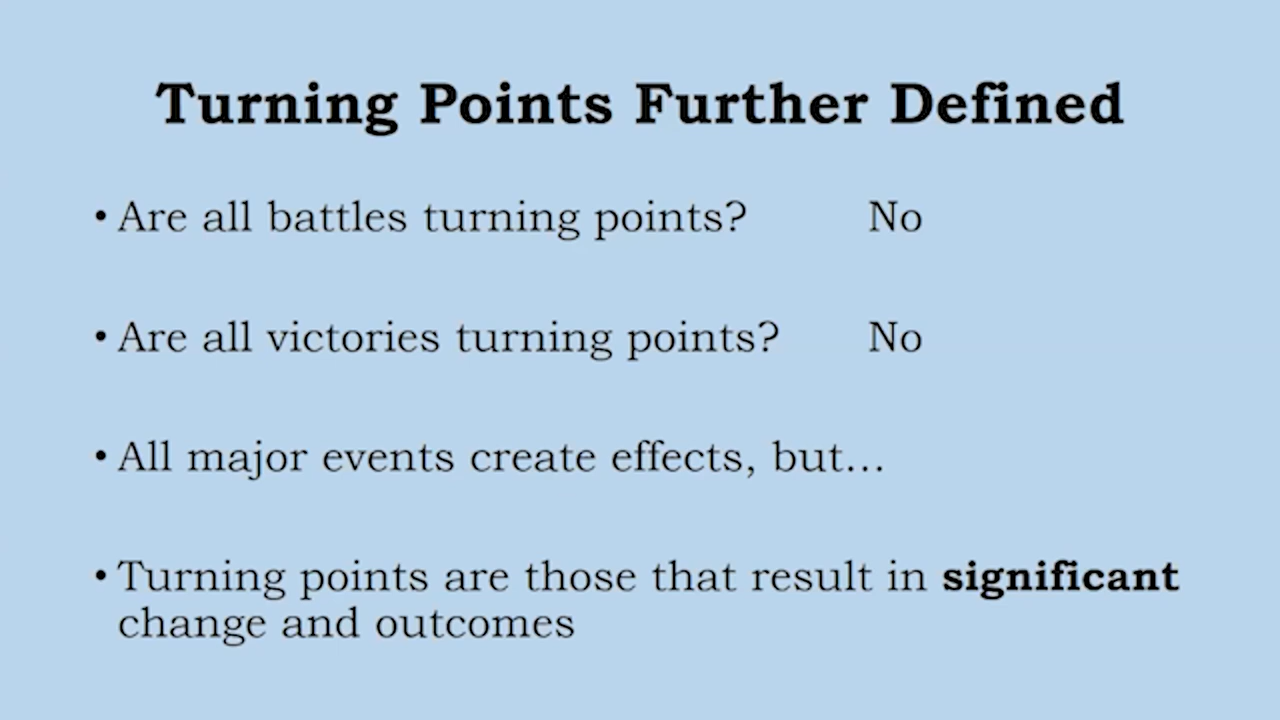 Turning Points Further Defined
• Are all battles turning points? No
• Are all victories turning points? No
• All major events create effects, but...
• Turning points are those that result in significant
change and outcomes